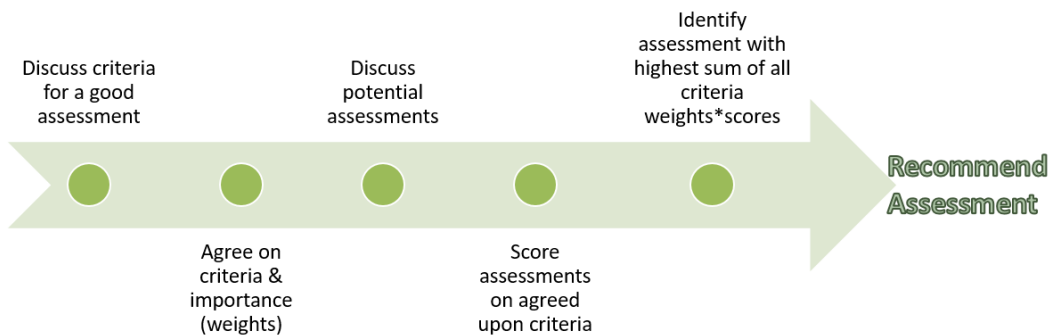 Discuss criteria
for a good
assessment
Agree on
criteria &
importance
(weights)
Discuss
potential
assessments
Score
assessments
on agreed
upon criteria
Identify
assessment with
highest sum of all
criteria
weights*scores
Recommend
Assessment